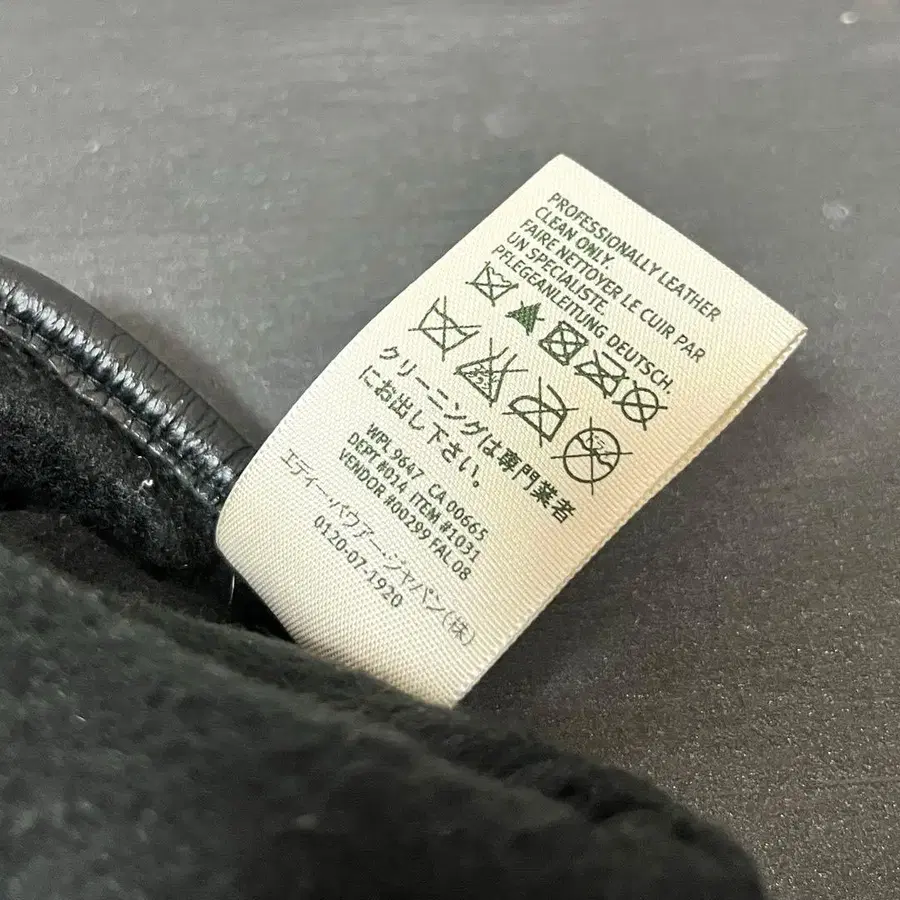 PROFESSIONALLY LEATHER
CLEAN ONLY.
FAIRE NETTOYER LE CUIR PAR
UN SPECIALISTE.
PFLEGEANLEITUNG DEUTSCH.
クリーニングは専門業者
にお出し下さい。
WPL 9647 CA 00665
DEPT #014 ITEM #1031
VENDOR #00299 FAL 08
エディー・バウアー・ジャパン(株)
0120-07-1920